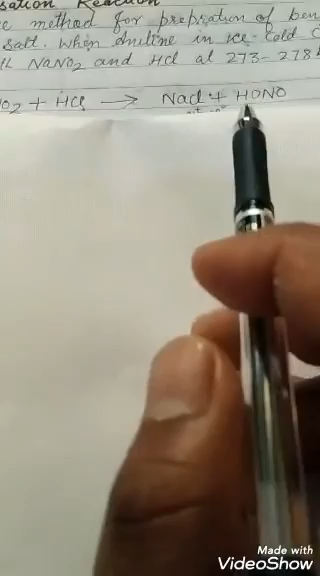 sation Reaction
c method for prepration of ben
salt. When Aniline in ice-cold
NaNO2 and HCl at 273-278
O2 + HCl → NaCl + HONO
Made with
VideoShow